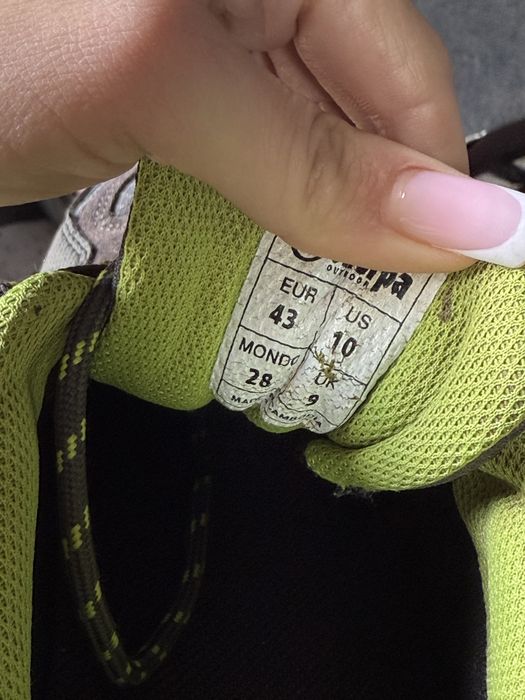 OUTDOOR
EUR US
43 10
MONDO UK
28 9